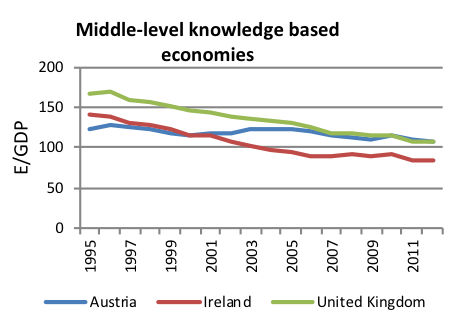 Middle-level knowledge based
economies
E/GDP
200
150
100
50
0
1995
1997
1999
2001
2003
2005
2007
2009
2011
Austria
Ireland
United Kingdom